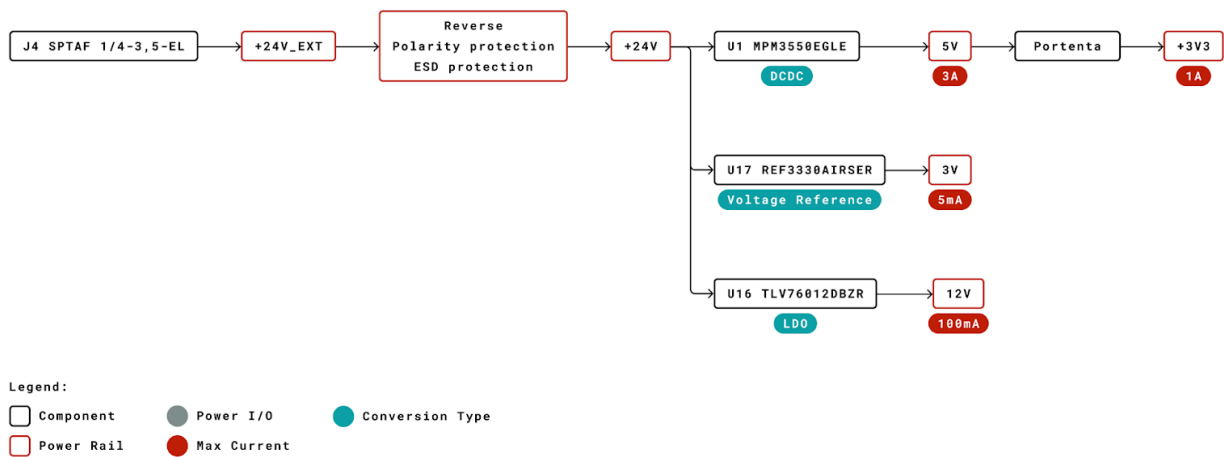 J4 SPTAF 1/4-3,5-EL
+24V_EXT
Reverse
Polarity protection
ESD protection
+24V
U1 MPM3550EGLE
DCDC
5V
3A
Portenta
+3V3
1A
U17 REF3330AIRSER
Voltage Reference
3V
5mA
U16 TLV76012DBZR
LDO
12V
100mA
Legend:
Component
Power I/O
Conversion Type
Power Rail
Max Current